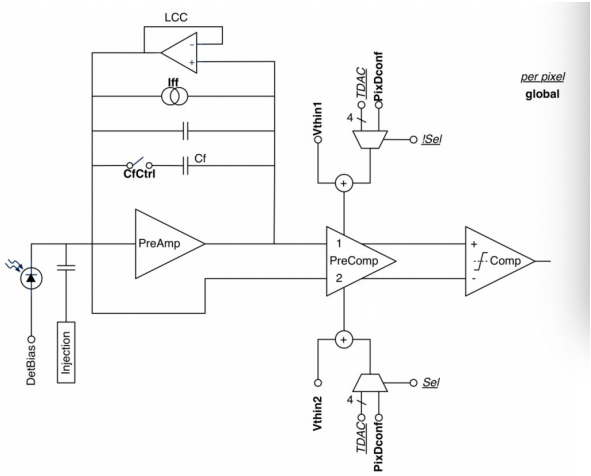 LCC
-
+
Iff
Cf
CfCtrl
Vthin1
4
TDAC
PixDconf
!Sel
per pixel
global
+
PreAmp
1
PreComp
2
+
Comp
-
DetBias
Injection
+
Vthin2
4
TDAC
PixDconf
Sel